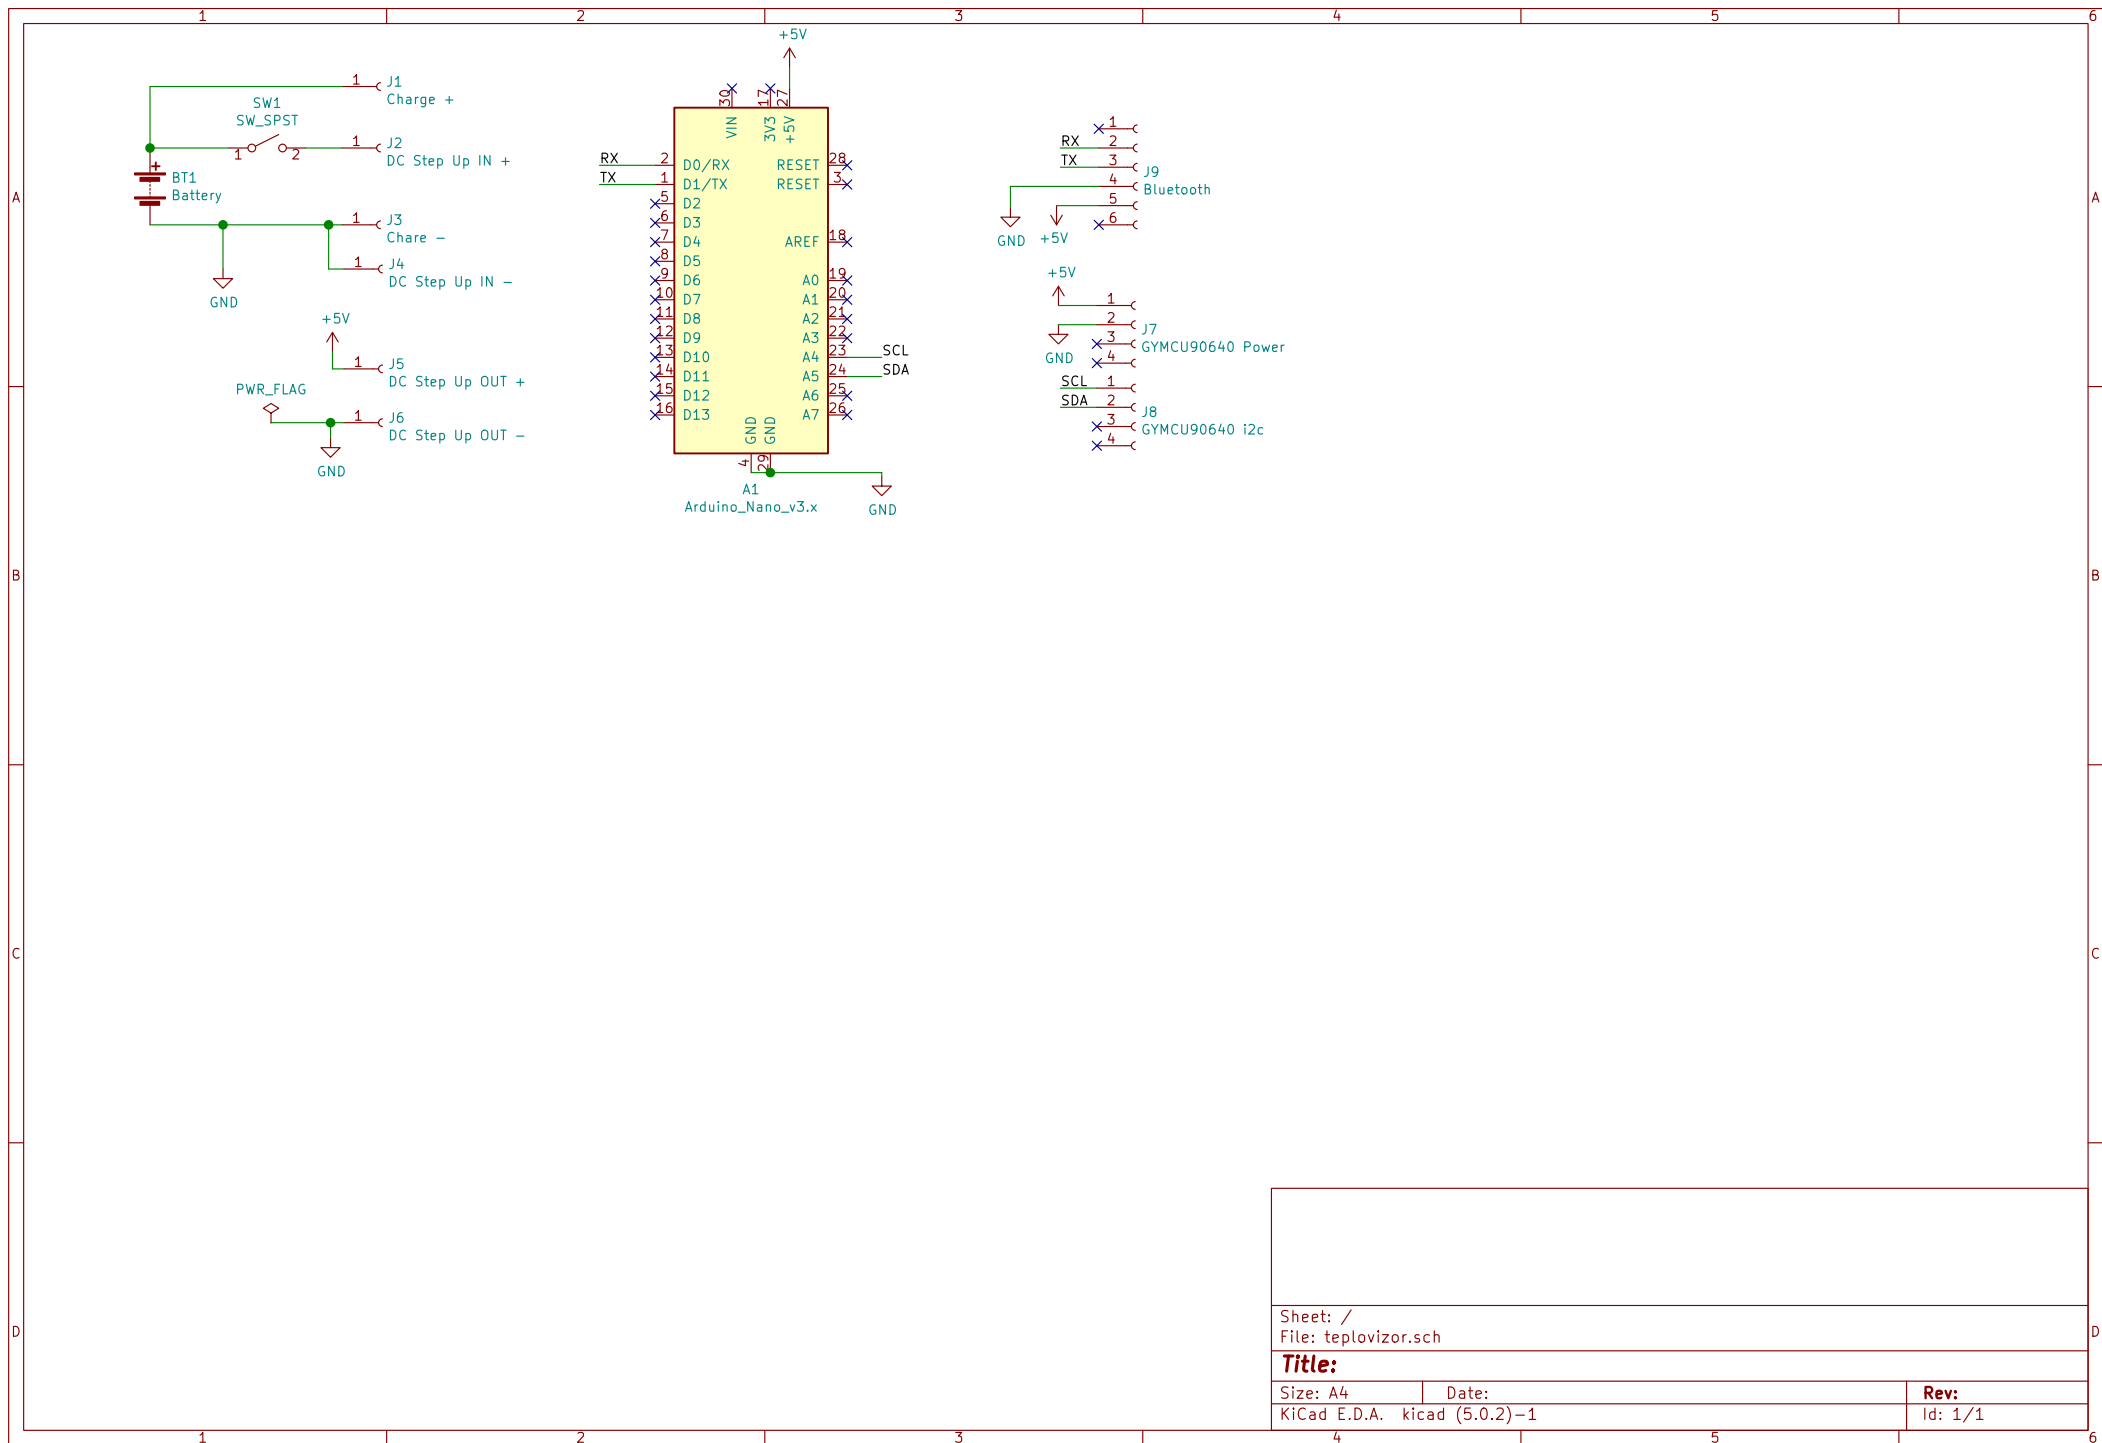 1 2 3 4 5 6
A
B
C
D
A
B
C
D
1 2 3 4 5 6
1 J1
Charge +
SW1
SW_SPST
1 2
1 J2
DC Step Up IN +
+
BT1
Battery
1 J3
Chare -
1 J4
DC Step Up IN -
GND
+5V
1 J5
DC Step Up OUT +
PWR_FLAG
1 J6
DC Step Up OUT -
GND
+5V
30 17 27
VIN 3V3 +5V
RX 2 D0/RX RESET 28
TX 1 D1/TX RESET 3
5 D2
6 D3
7 D4 AREF 18
8 D5
9 D6 A0 19
10 D7 A1 20
11 D8 A2 21
12 D9 A3 22
13 D10 A4 23 SCL
14 D11 A5 24 SDA
15 D12 A6 25
16 D13 A7 26
GND GND
4 29
A1
Arduino_Nano_v3.x
GND
1
RX 2
TX 3
4
5
6
J9
Bluetooth
GND
+5V
+5V
1
2
3
4
J7
GYMCU90640 Power
GND
SCL 1
SDA 2
3
4
J8
GYMCU90640 i2c
Sheet: /
File: teplovizor.sch
Title:
Size: A4 Date: Rev:
KiCad E.D.A. kicad (5.0.2)-1 Id: 1/1